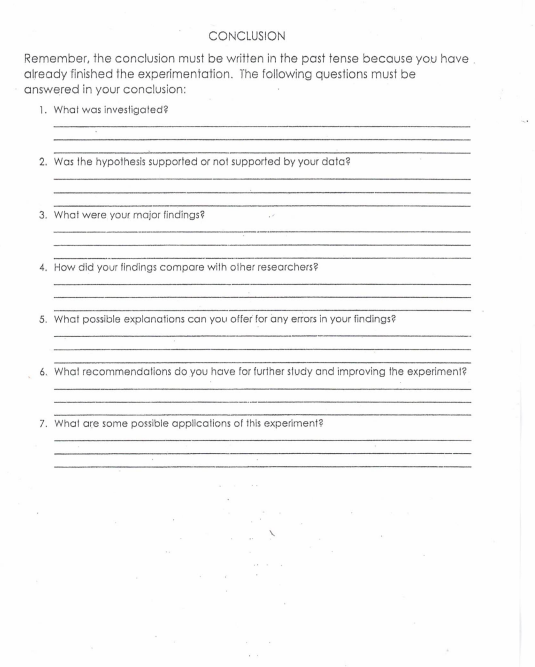 CONCLUSION
Remember, the conclusion must be written in the past tense because you have
already finished the experimentation. The following questions must be
answered in your conclusion:
1. What was investigated?
2. Was the hypothesis supported or not supported by your data?
3. What were your major findings?
4. How did your findings compare with other researchers?
5. What possible explanations can you offer for any errors in your findings?
6. What recommendations do you have for further study and improving the experiment?
7. What are some possible applications of this experiment?